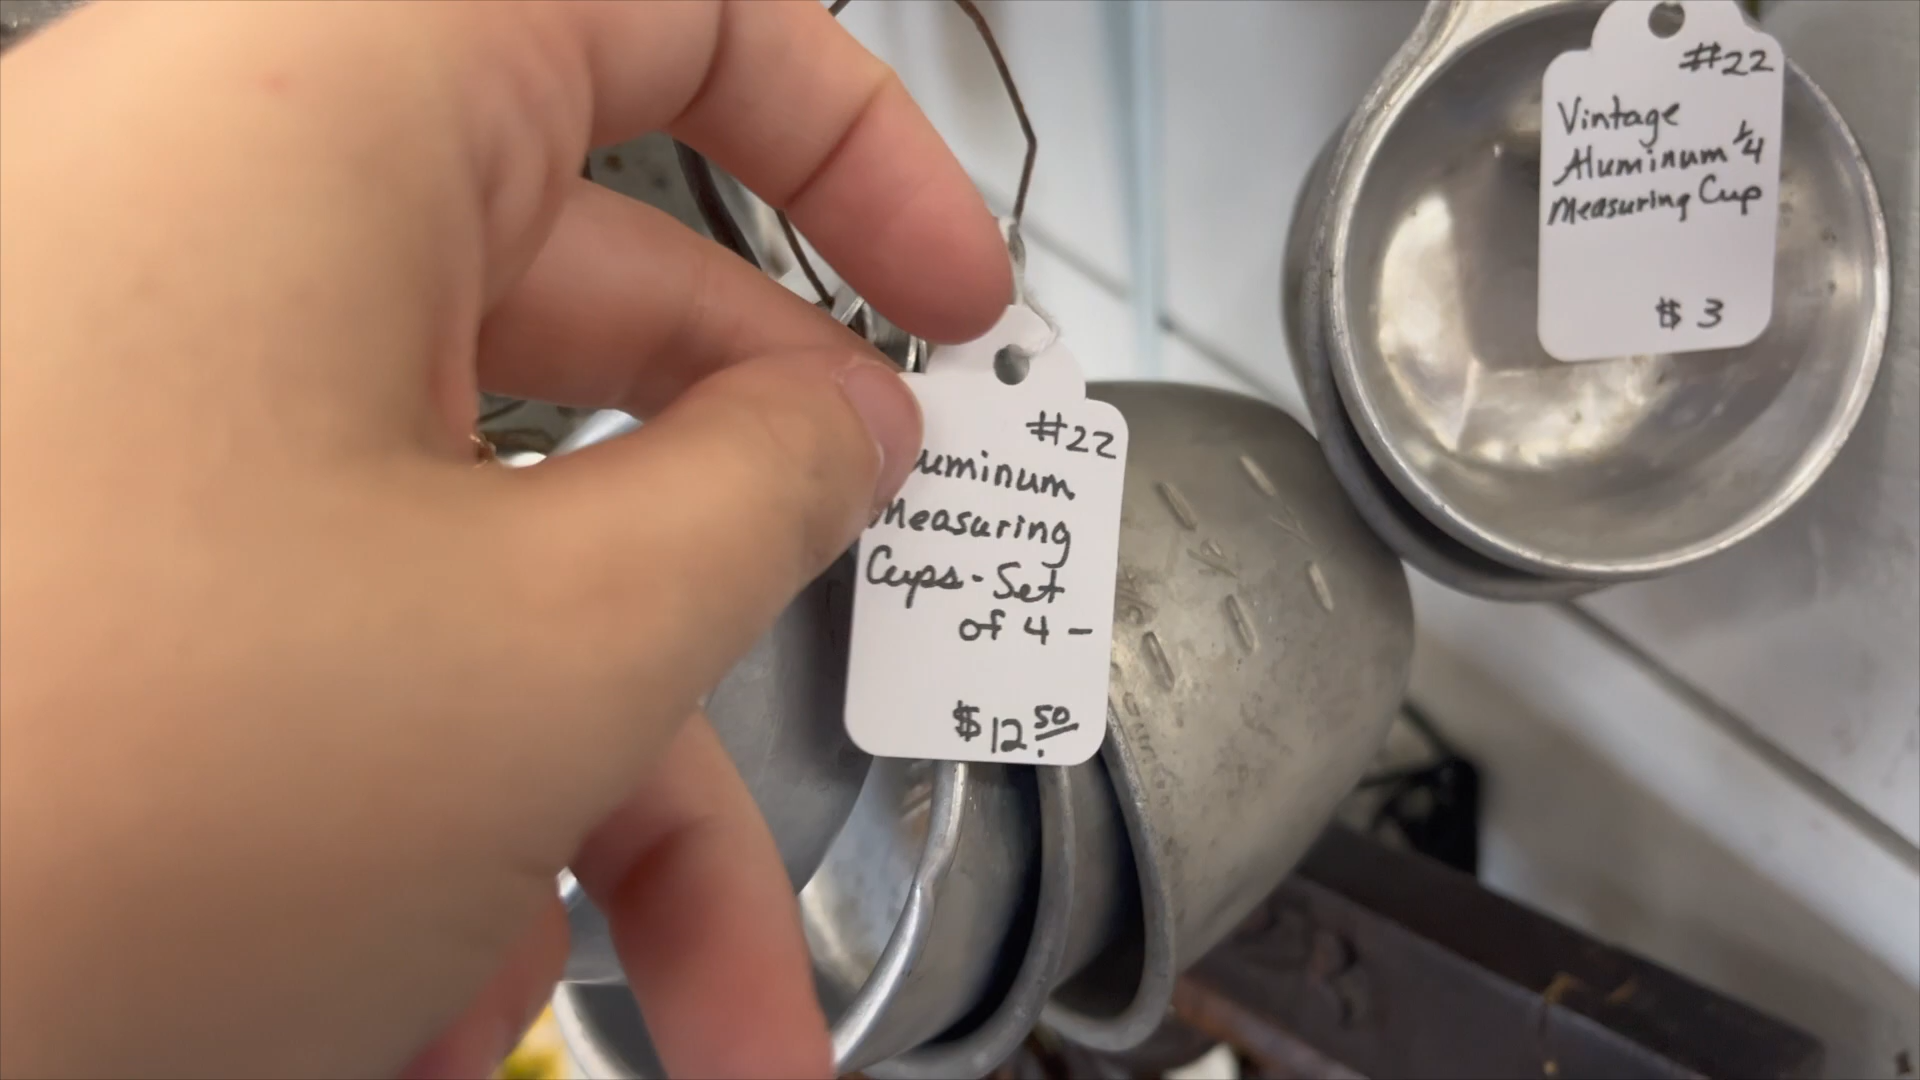 #22
uminum
Measuring
Cups - Set
of 4 -
$12.50
#22
Vintage
Aluminum 1/4
Measuring Cup
$3